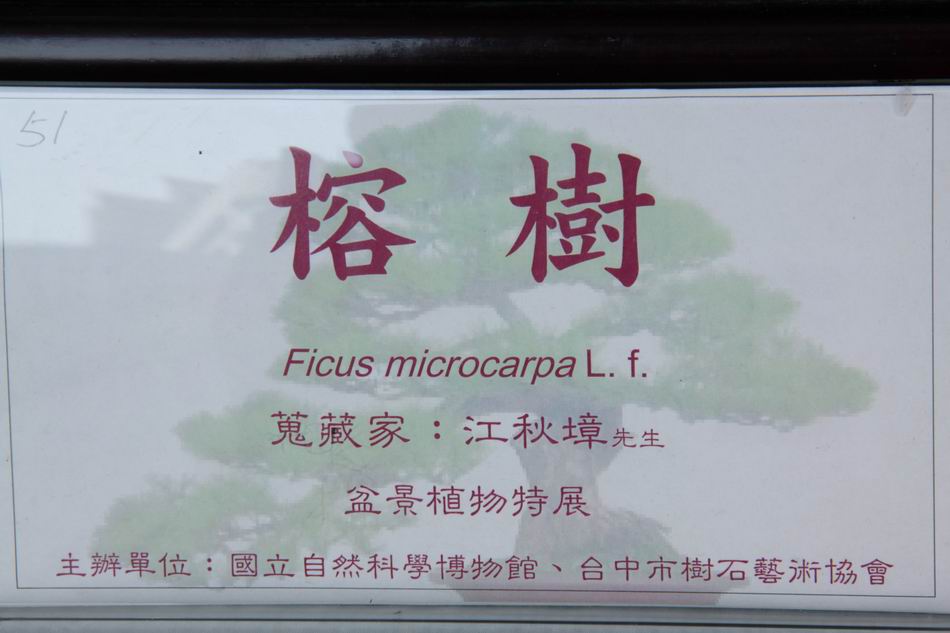 51
榕樹
Ficus microcarpa L. f.
蒐藏家：江秋墇先生
盆景植物特展
主辦單位：國立自然科學博物館、台中市樹石藝術協會